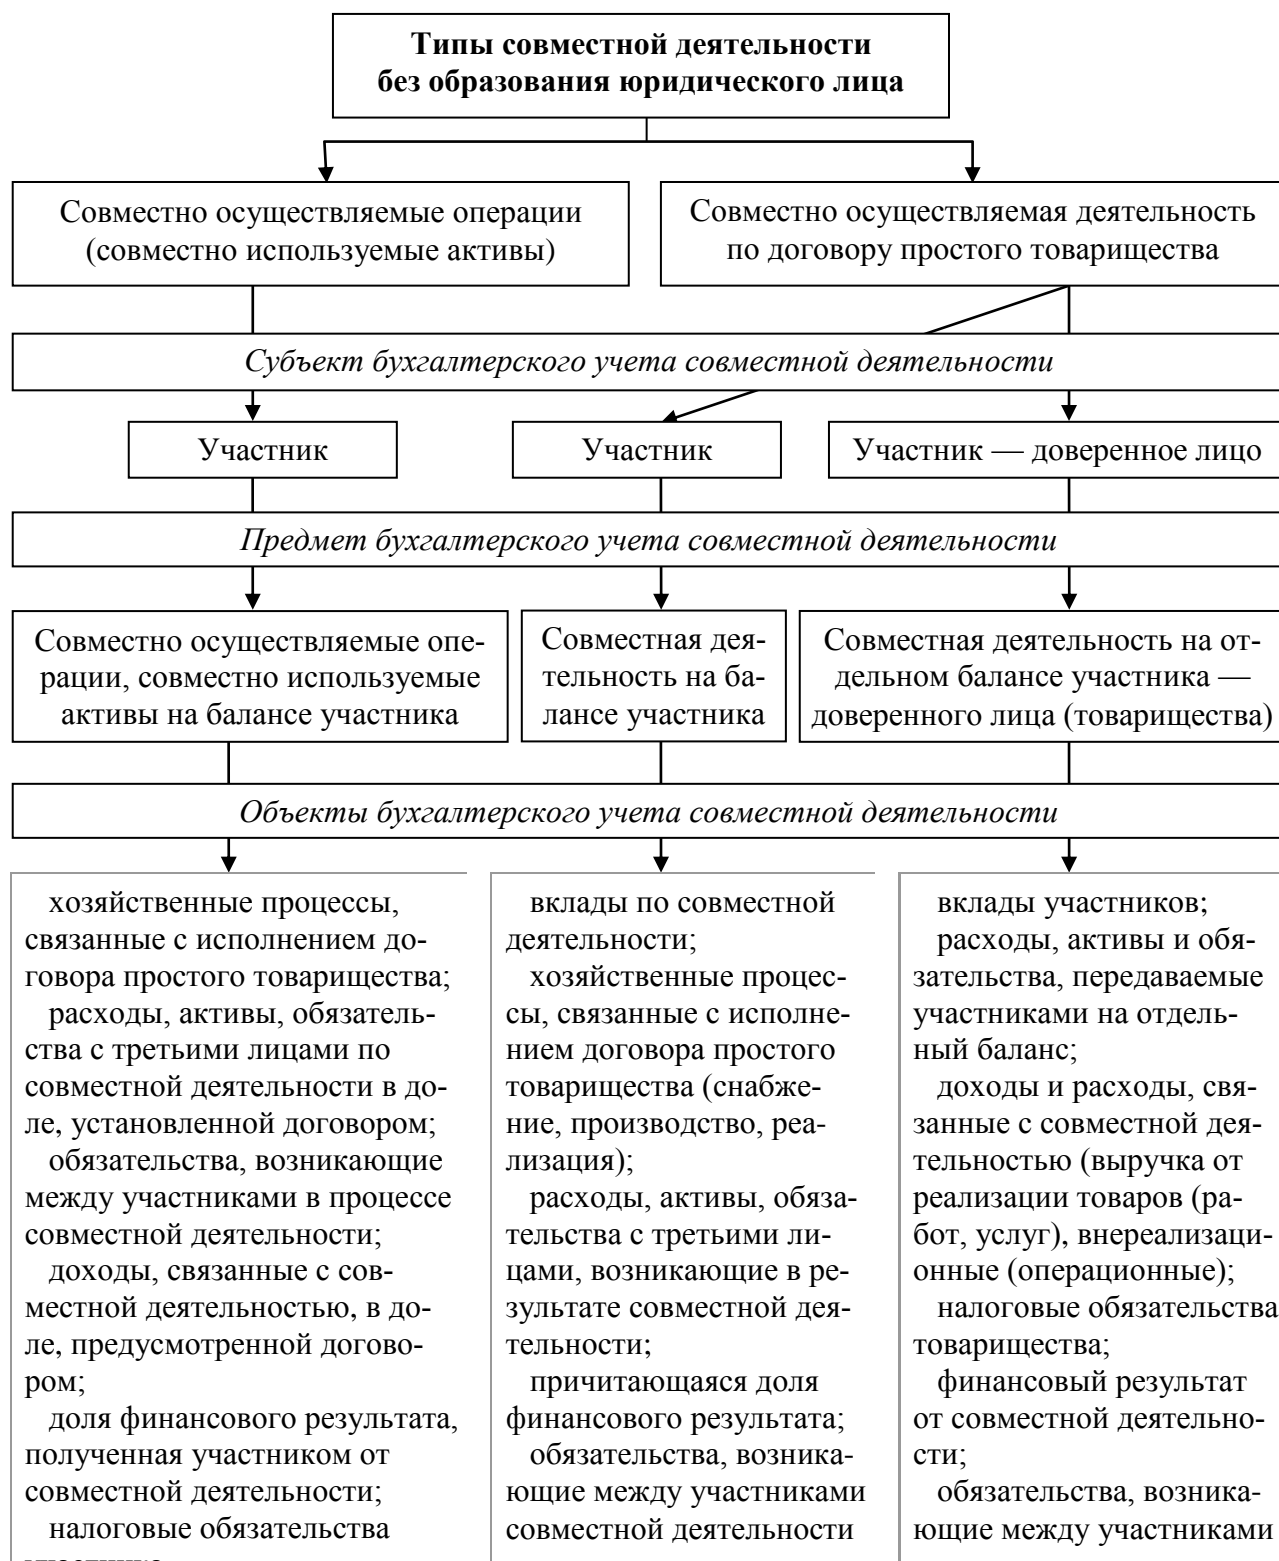 Типы совместной деятельности
без образования юридического лица
Совместно осуществляемые операции
(совместно используемые активы)
Совместно осуществляемая деятельность
по договору простого товарищества
Субъект бухгалтерского учета совместной деятельности
Участник
Участник
Участник — доверенное лицо
Предмет бухгалтерского учета совместной деятельности
Совместно осуществляемые опе-
рации, совместно используемые
активы на балансе участника
Совместная дея-
тельность на ба-
лансе участника
Совместная деятельность на от-
дельном балансе участника —
доверенного лица (товарищества)
Объекты бухгалтерского учета совместной деятельности
хозяйственные процессы,
связанные с исполнением до-
говора простого товарищества;
расходы, активы, обязатель-
ства с третьими лицами по
совместной деятельности в до-
ле, установленной договором;
обязательства, возникающие
между участниками в процессе
совместной деятельности;
доходы, связанные с сов-
местной деятельностью, в до-
ле, предусмотренной догово-
ром;
доля финансового результата,
полученная участником от
совместной деятельности;
налоговые обязательства
вклады по совместной
деятельности;
хозяйственные процес-
сы, связанные с исполне-
нием договора простого
товарищества (снабже-
ние, производство, реа-
лизация);
расходы, активы, обяза-
тельства с третьими ли-
цами, возникающие в ре-
зультате совместной дея-
тельности;
причитающаяся доля
финансового результата;
обязательства, возника-
ющие между участниками
совместной деятельности
вклады участников;
расходы, активы и обя-
зательства, передаваемые
участниками на отдель-
ный баланс;
доходы и расходы, свя-
занные с совместной дея-
тельностью (выручка от
реализации товаров (ра-
бот, услуг), внереализаци-
онные (операционные);
налоговые обязательства
товарищества;
финансовый результат
от совместной деятельно-
сти;
обязательства, возника-
ющие между участниками